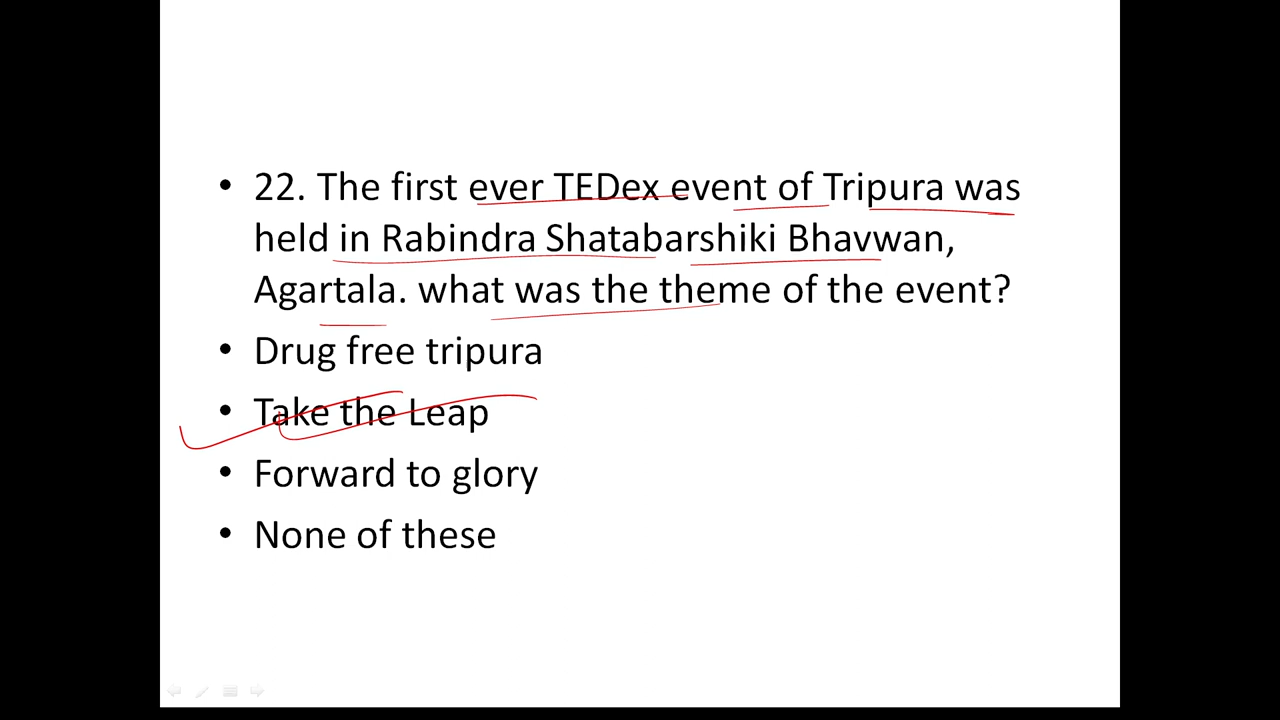 • 22. The first ever TEDex event of Tripura was
held in Rabindra Shatabarshiki Bhavwan,
Agartala. what was the theme of the event?
• Drug free tripura
• Take the Leap
• Forward to glory
• None of these